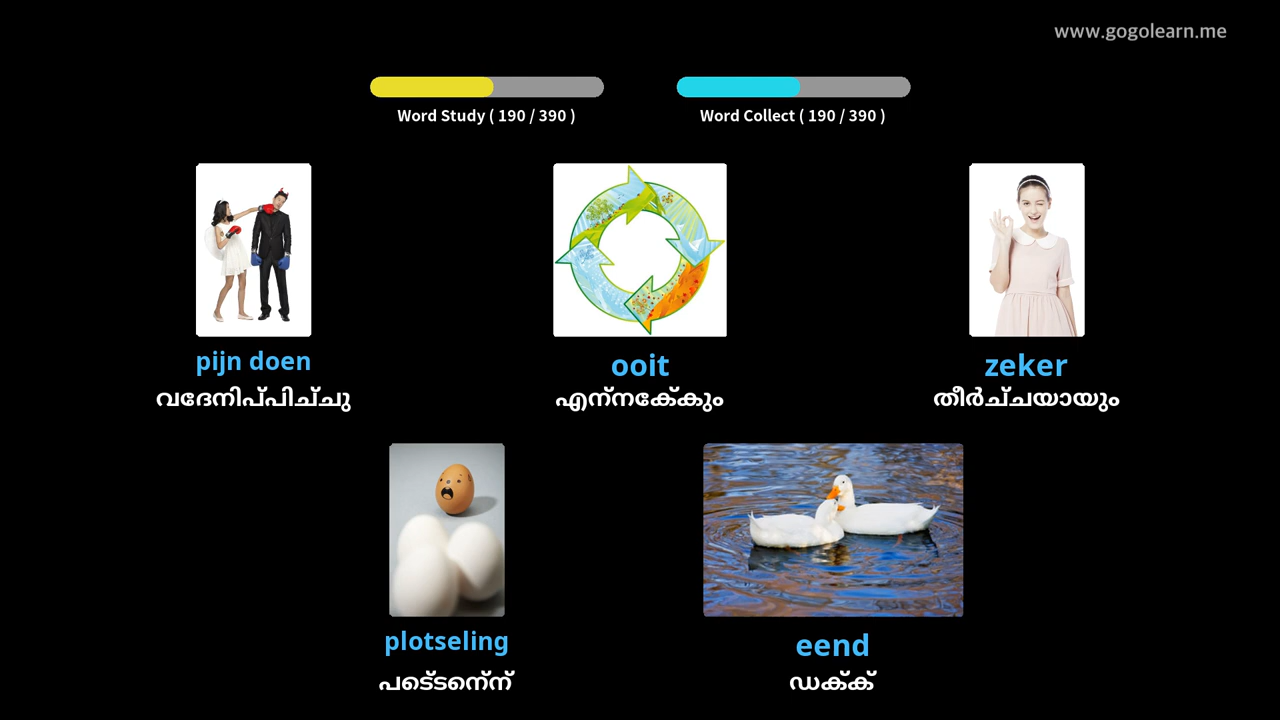 www.gogolearn.me
Word Study ( 190 / 390 )
Word Collect ( 190 / 390 )
pijn doen
ooit
zeker
വദേനിപ്പിച്ചു
എന്നക്കേകും
തീർച്ചയായും
plotseling
eend
പട്ടെടന്നെന്
ഡക്ക്